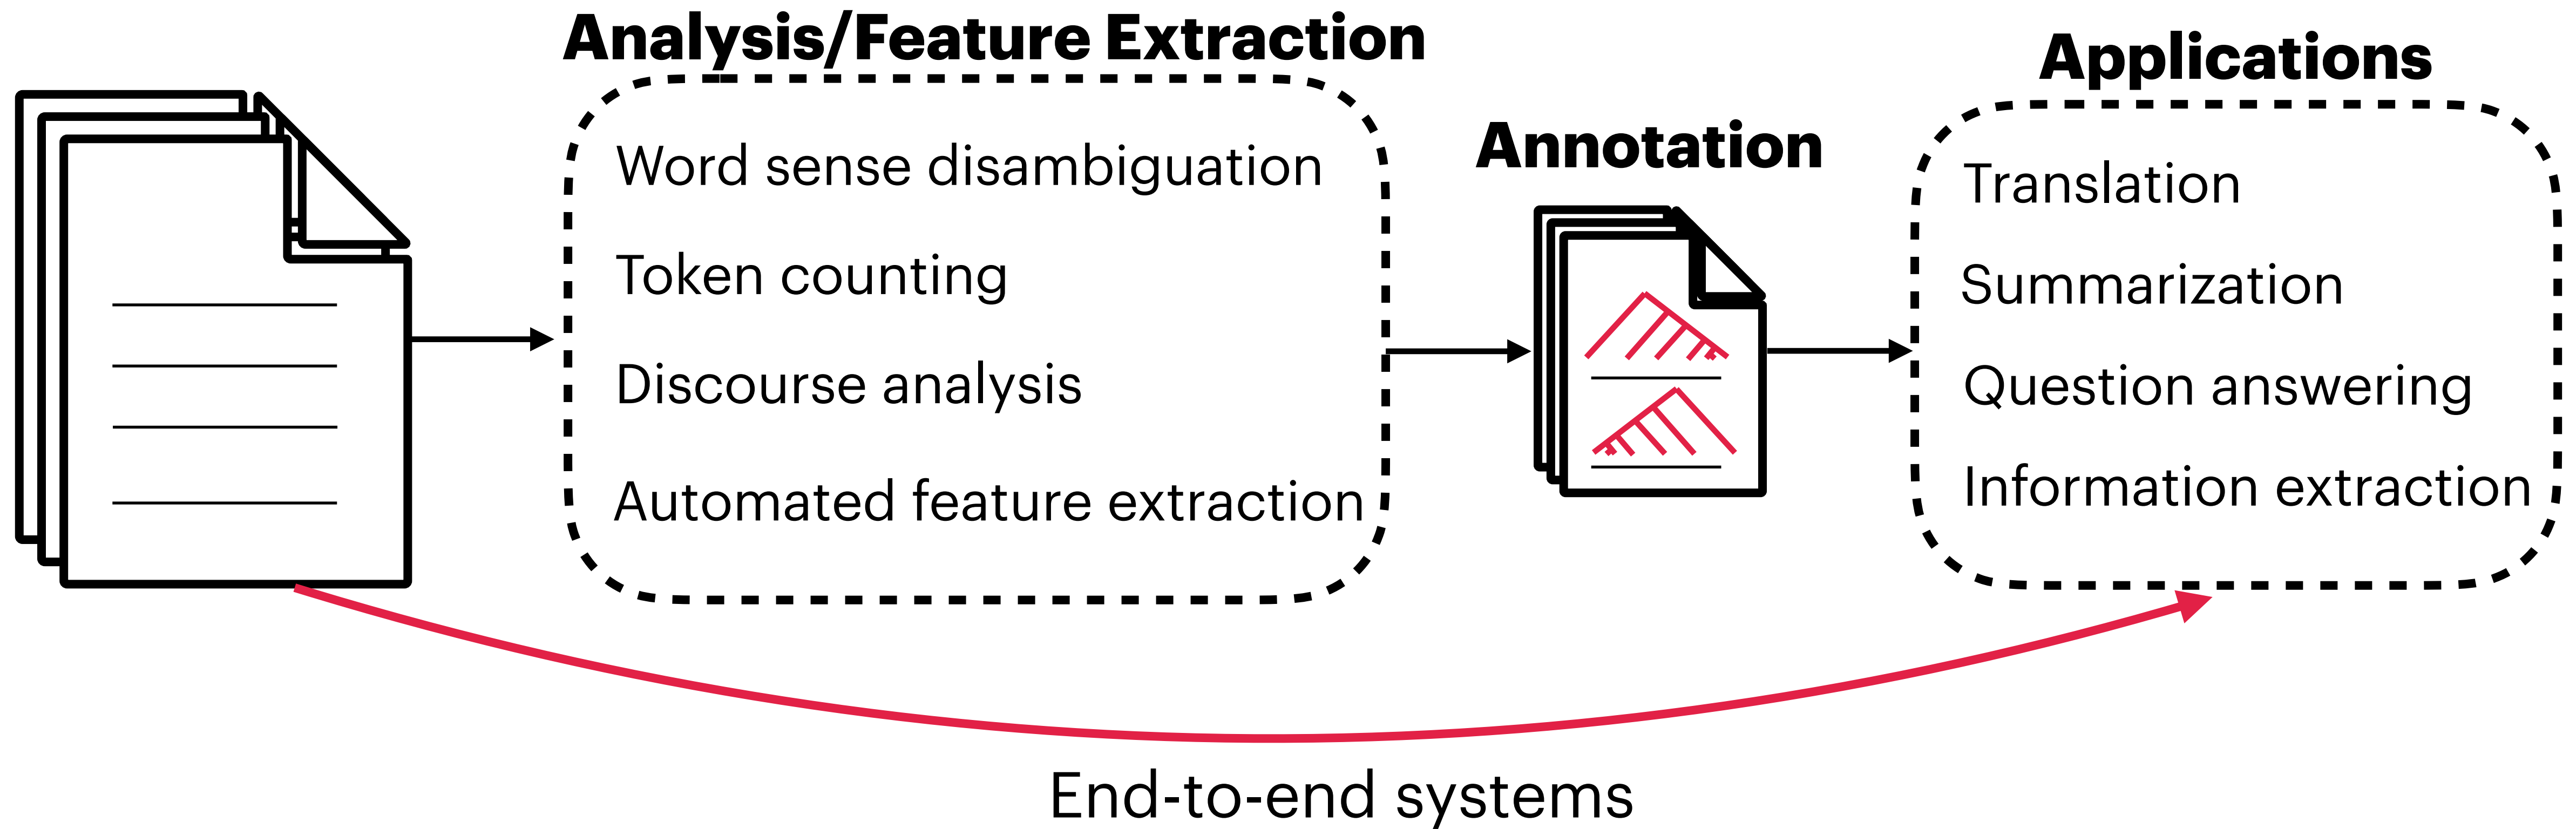 Analysis/Feature Extraction
Word sense disambiguation
Token counting
Discourse analysis
Automated feature extraction
Annotation
Applications
Translation
Summarization
Question answering
Information extraction
End-to-end systems